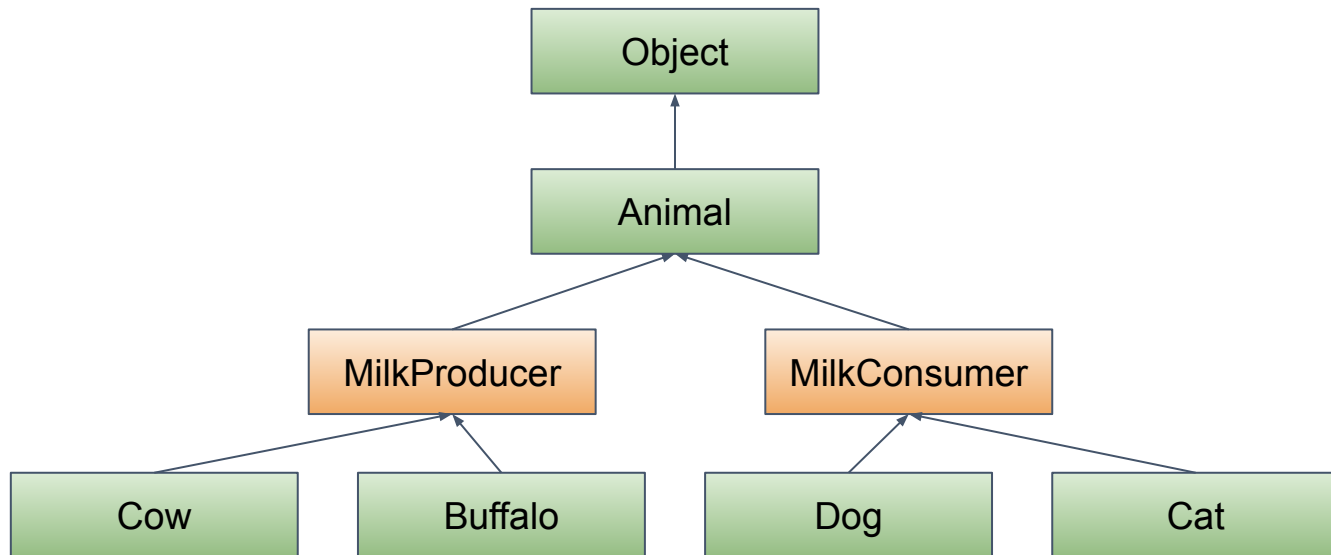 Object
Animal
MilkProducer
MilkConsumer
Cow
Buffalo
Dog
Cat